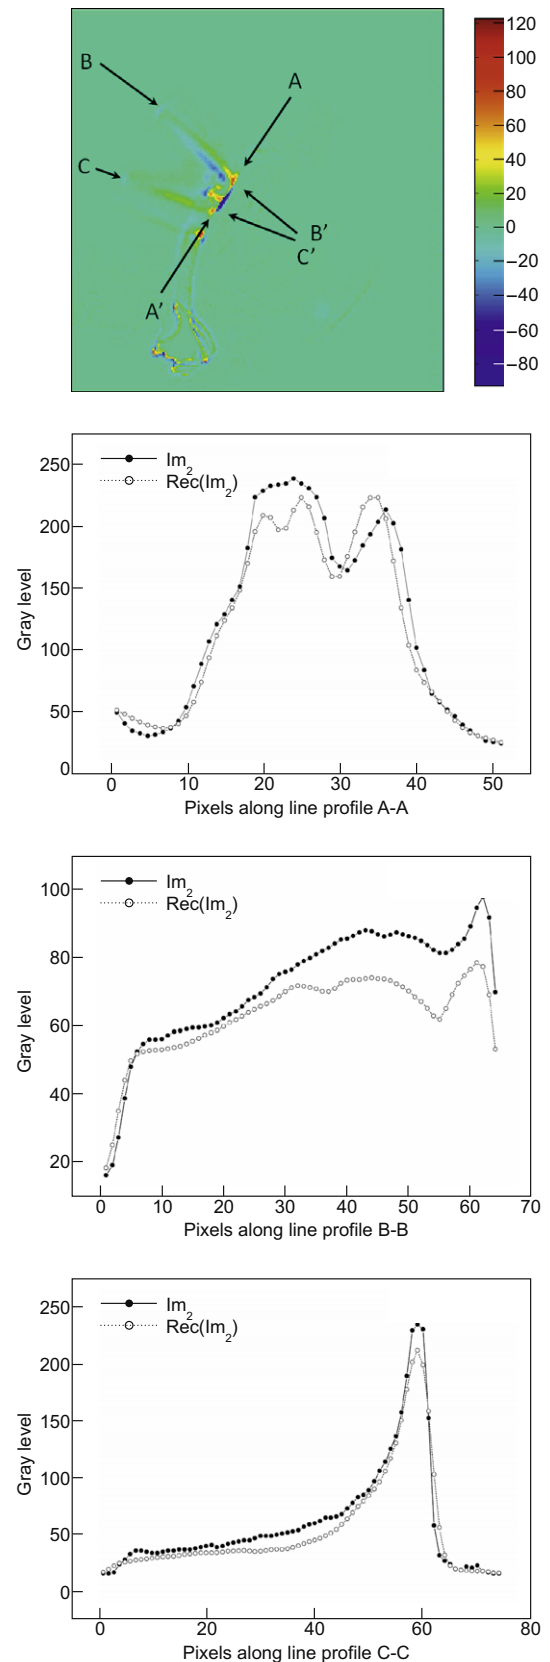 B
A
C
B'
C'
A'
120
100
80
60
40
20
0
−20
−40
−60
−80
Im2
Rec(Im2)
250
200
150
100
50
0
Gray level
0 10 20 30 40 50
Pixels along line profile A-A
Im2
Rec(Im2)
100
80
60
40
20
Gray level
0 10 20 30 40 50 60 70
Pixels along line profile B-B
Im2
Rec(Im2)
250
200
150
100
50
0
Gray level
0 20 40 60 80
Pixels along line profile C-C